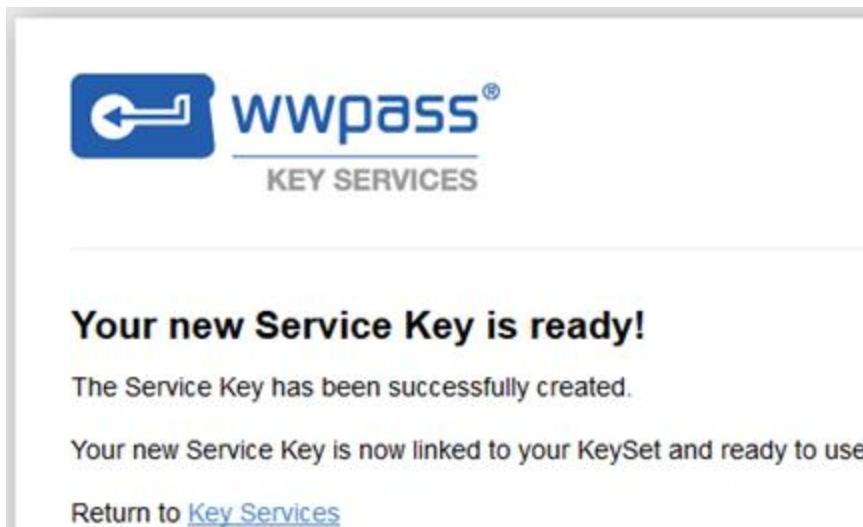 wwpass®
KEY SERVICES
Your new Service Key is ready!
The Service Key has been successfully created.
Your new Service Key is now linked to your KeySet and ready to use
Return to Key Services